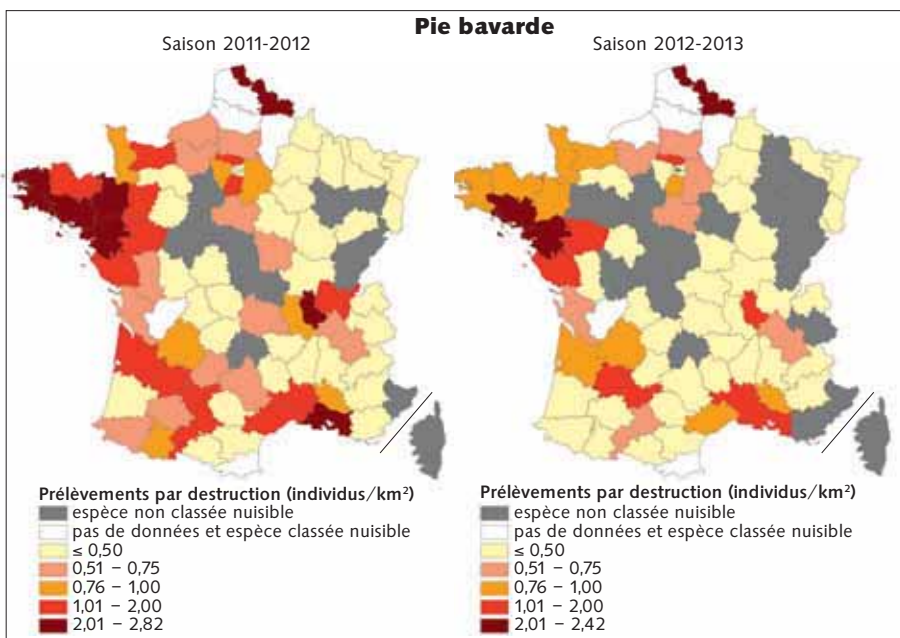 Pie bavarde
Saison 2011-2012
Saison 2012-2013
Prélèvements par destruction (individus/km²)
espèce non classée nuisible
pas de données et espèce classée nuisible
≤ 0,50
0,51 – 0,75
0,76 – 1,00
1,01 – 2,00
2,01 – 2,82
Prélèvements par destruction (individus/km²)
espèce non classée nuisible
pas de données et espèce classée nuisible
≤ 0,50
0,51 – 0,75
0,76 – 1,00
1,01 – 2,00
2,01 – 2,42